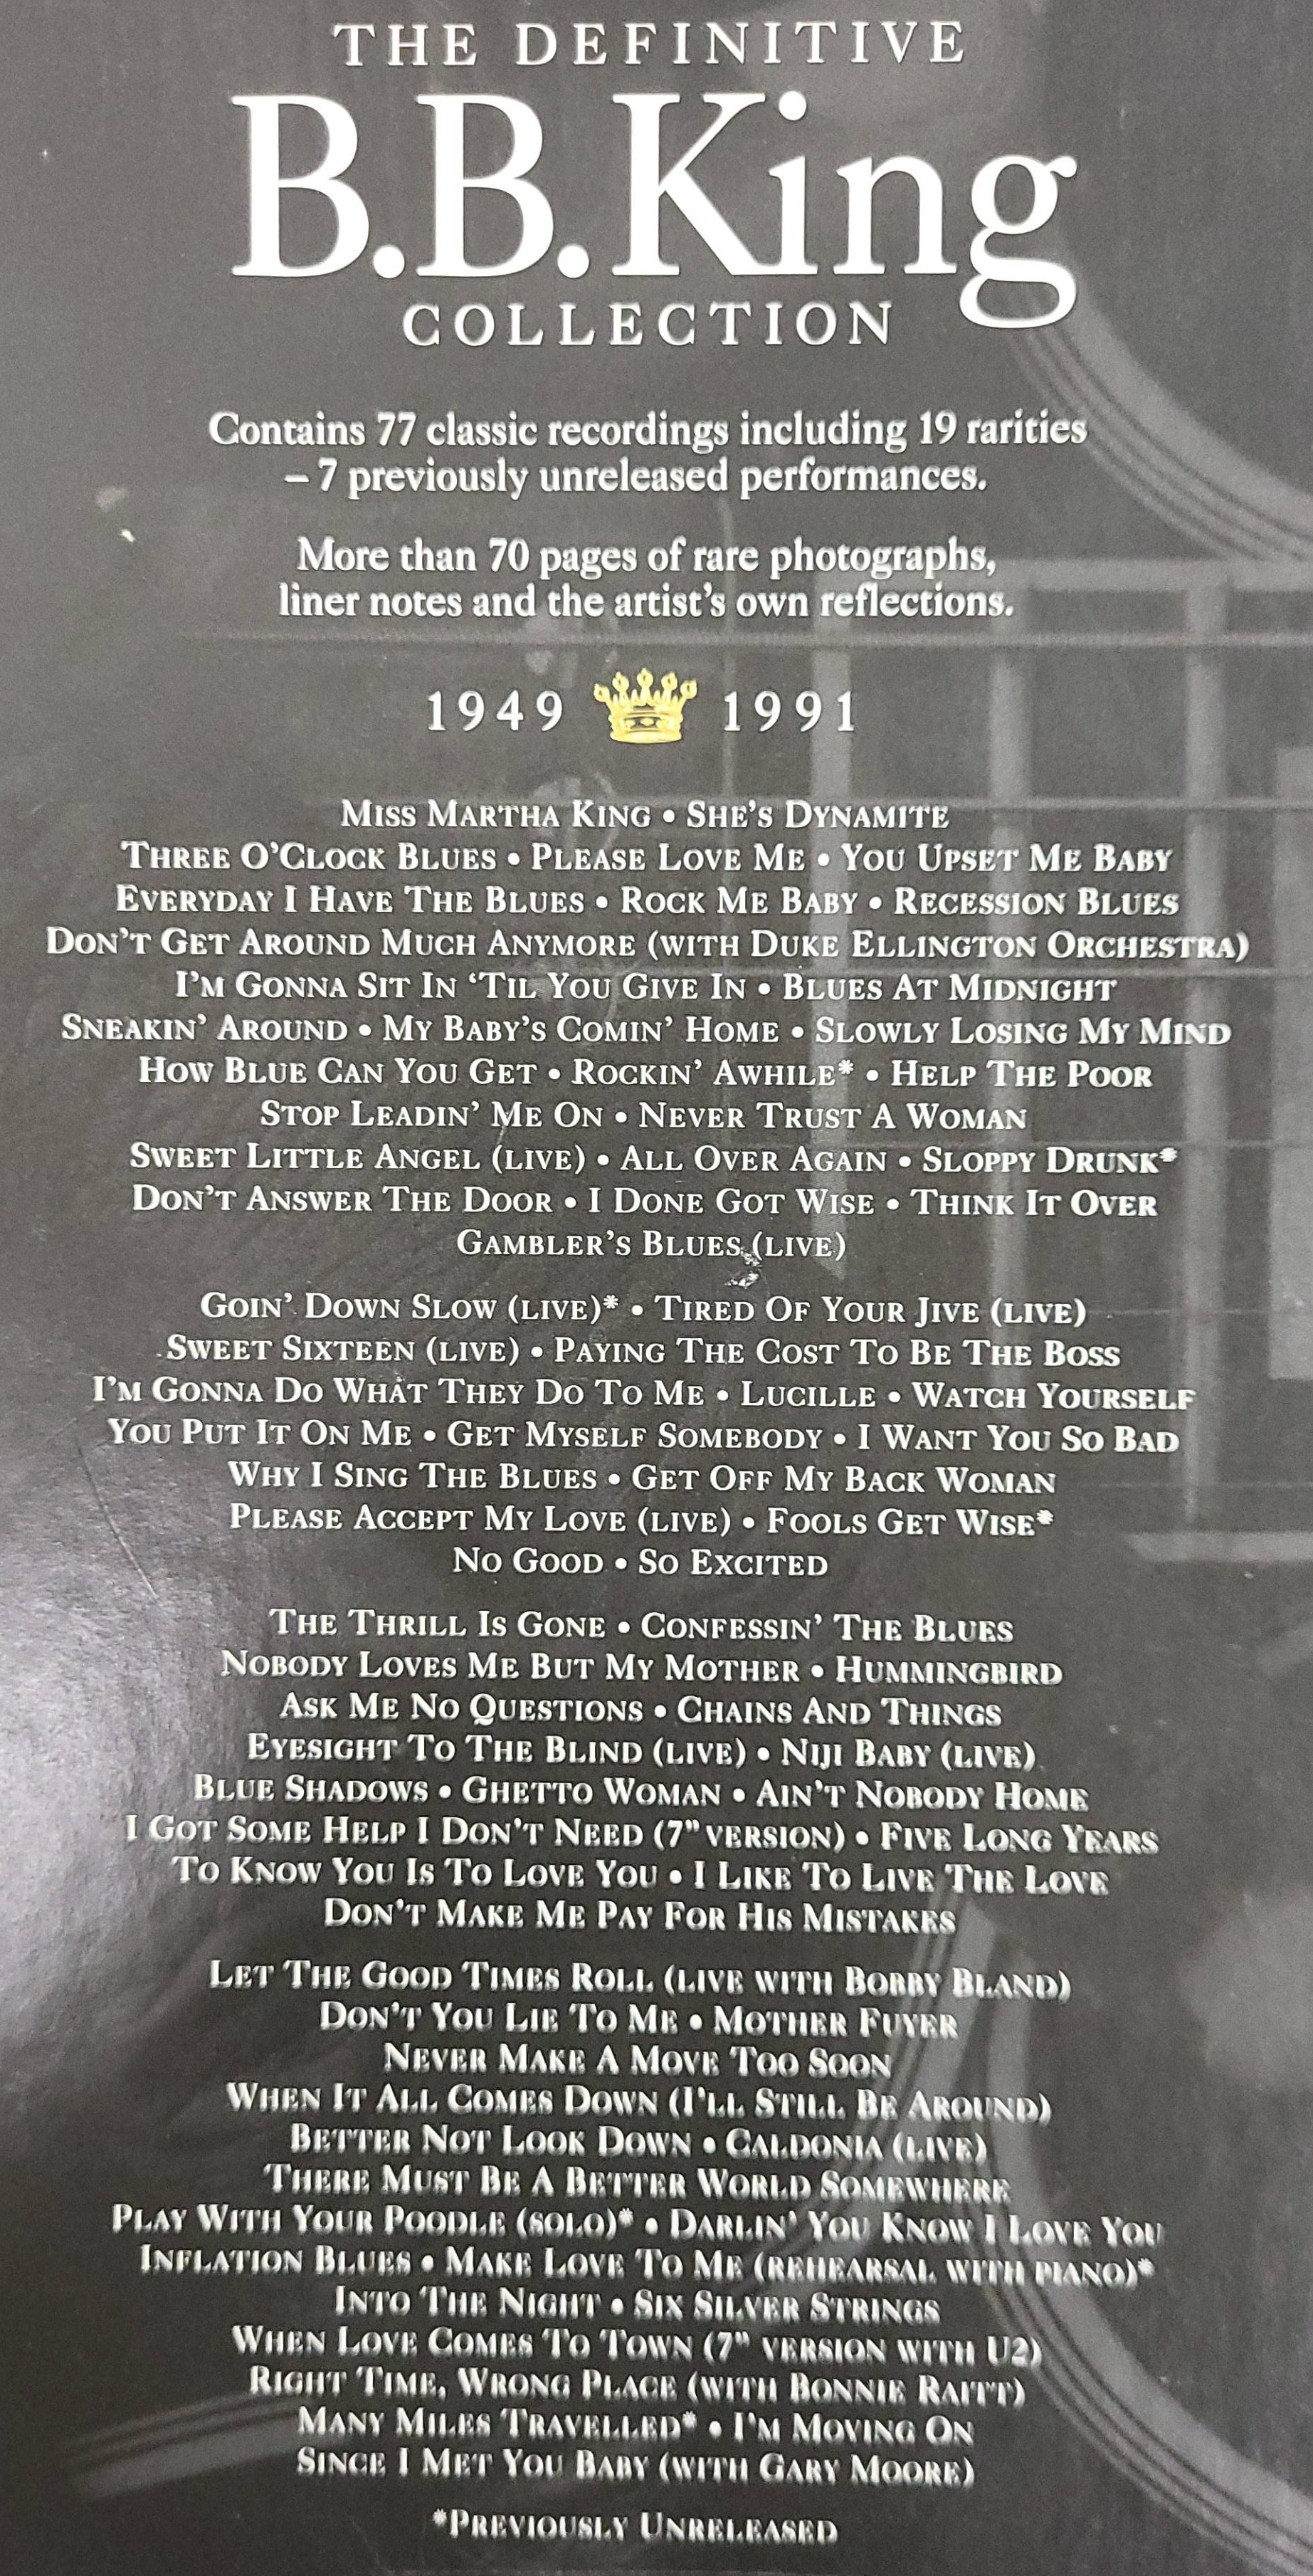 THE DEFINITIVE
B.B.King
COLLECTION
Contains 77 classic recordings including 19 rarities
– 7 previously unreleased performances.
More than 70 pages of rare photographs,
liner notes and the artist's own reflections.
1949 1991
MISS MARTHA KING • SHE'S DYNAMITE
THREE O'CLOCK BLUES • PLEASE LOVE ME • YOU UPSET ME BABY
EVERYDAY I HAVE THE BLUES • ROCK ME BABY • RECESSION BLUES
DON'T GET AROUND MUCH ANYMORE (WITH DUKE ELLINGTON ORCHESTRA)
I'M GONNA SIT IN 'TIL YOU GIVE IN • BLUES AT MIDNIGHT
SNEAKIN' AROUND • MY BABY'S COMIN' HOME • SLOWLY LOSING MY MIND
HOW BLUE CAN YOU GET • ROCKIN' AWHILE* • HELP THE POOR
STOP LEADIN' ME ON • NEVER TRUST A WOMAN
SWEET LITTLE ANGEL (LIVE) • ALL OVER AGAIN • SLOPPY DRUNK*
DON'T ANSWER THE DOOR • I DONE GOT WISE • THINK IT OVER
GAMBLER'S BLUES (LIVE)
GOIN' DOWN SLOW (LIVE)* • TIRED OF YOUR JIVE (LIVE)
SWEET SIXTEEN (LIVE) • PAYING THE COST TO BE THE BOSS
I'M GONNA DO WHAT THEY DO TO ME • LUCILLE • WATCH YOURSELF
YOU PUT IT ON ME • GET MYSELF SOMEBODY • I WANT YOU SO BAD
WHY I SING THE BLUES • GET OFF MY BACK WOMAN
PLEASE ACCEPT MY LOVE (LIVE) • FOOLS GET WISE*
NO GOOD • SO EXCITED
THE THRILL IS GONE • CONFESSIN' THE BLUES
NOBODY LOVES ME BUT MY MOTHER • HUMMINGBIRD
ASK ME NO QUESTIONS • CHAINS AND THINGS
EYESIGHT TO THE BLIND (LIVE) • NIJI BABY (LIVE)
BLUE SHADOWS • GHETTO WOMAN • AIN'T NOBODY HOME
I GOT SOME HELP I DON'T NEED (7" VERSION) • FIVE LONG YEARS
TO KNOW YOU IS TO LOVE YOU • I LIKE TO LIVE THE LOVE
DON'T MAKE ME PAY FOR HIS MISTAKES
LET THE GOOD TIMES ROLL (LIVE WITH BOBBY BLAND)
DON'T YOU LIE TO ME • MOTHER FUYER
NEVER MAKE A MOVE TOO SOON
WHEN IT ALL COMES DOWN (I'LL STILL BE AROUND)
BETTER NOT LOOK DOWN • CALDONIA (LIVE)
THERE MUST BE A BETTER WORLD SOMEWHERE
PLAY WITH YOUR POODLE (SOLO)* • DARLIN' YOU KNOW I LOVE YOU
INFLATION BLUES • MAKE LOVE TO ME (REHEARSAL WITH PIANO)*
INTO THE NIGHT • SIX SILVER STRINGS
WHEN LOVE COMES TO TOWN (7" VERSION WITH U2)
RIGHT TIME, WRONG PLACE (WITH BONNIE RAITT)
MANY MILES TRAVELLED* • I'M MOVING ON
SINCE I MET YOU BABY (WITH GARY MOORE)
*PREVIOUSLY UNRELEASED